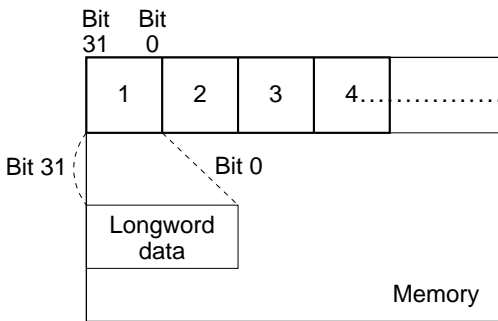 Bit Bit
31 0
1 2 3 4................
Bit 31 Bit 0
Longword
data
Memory